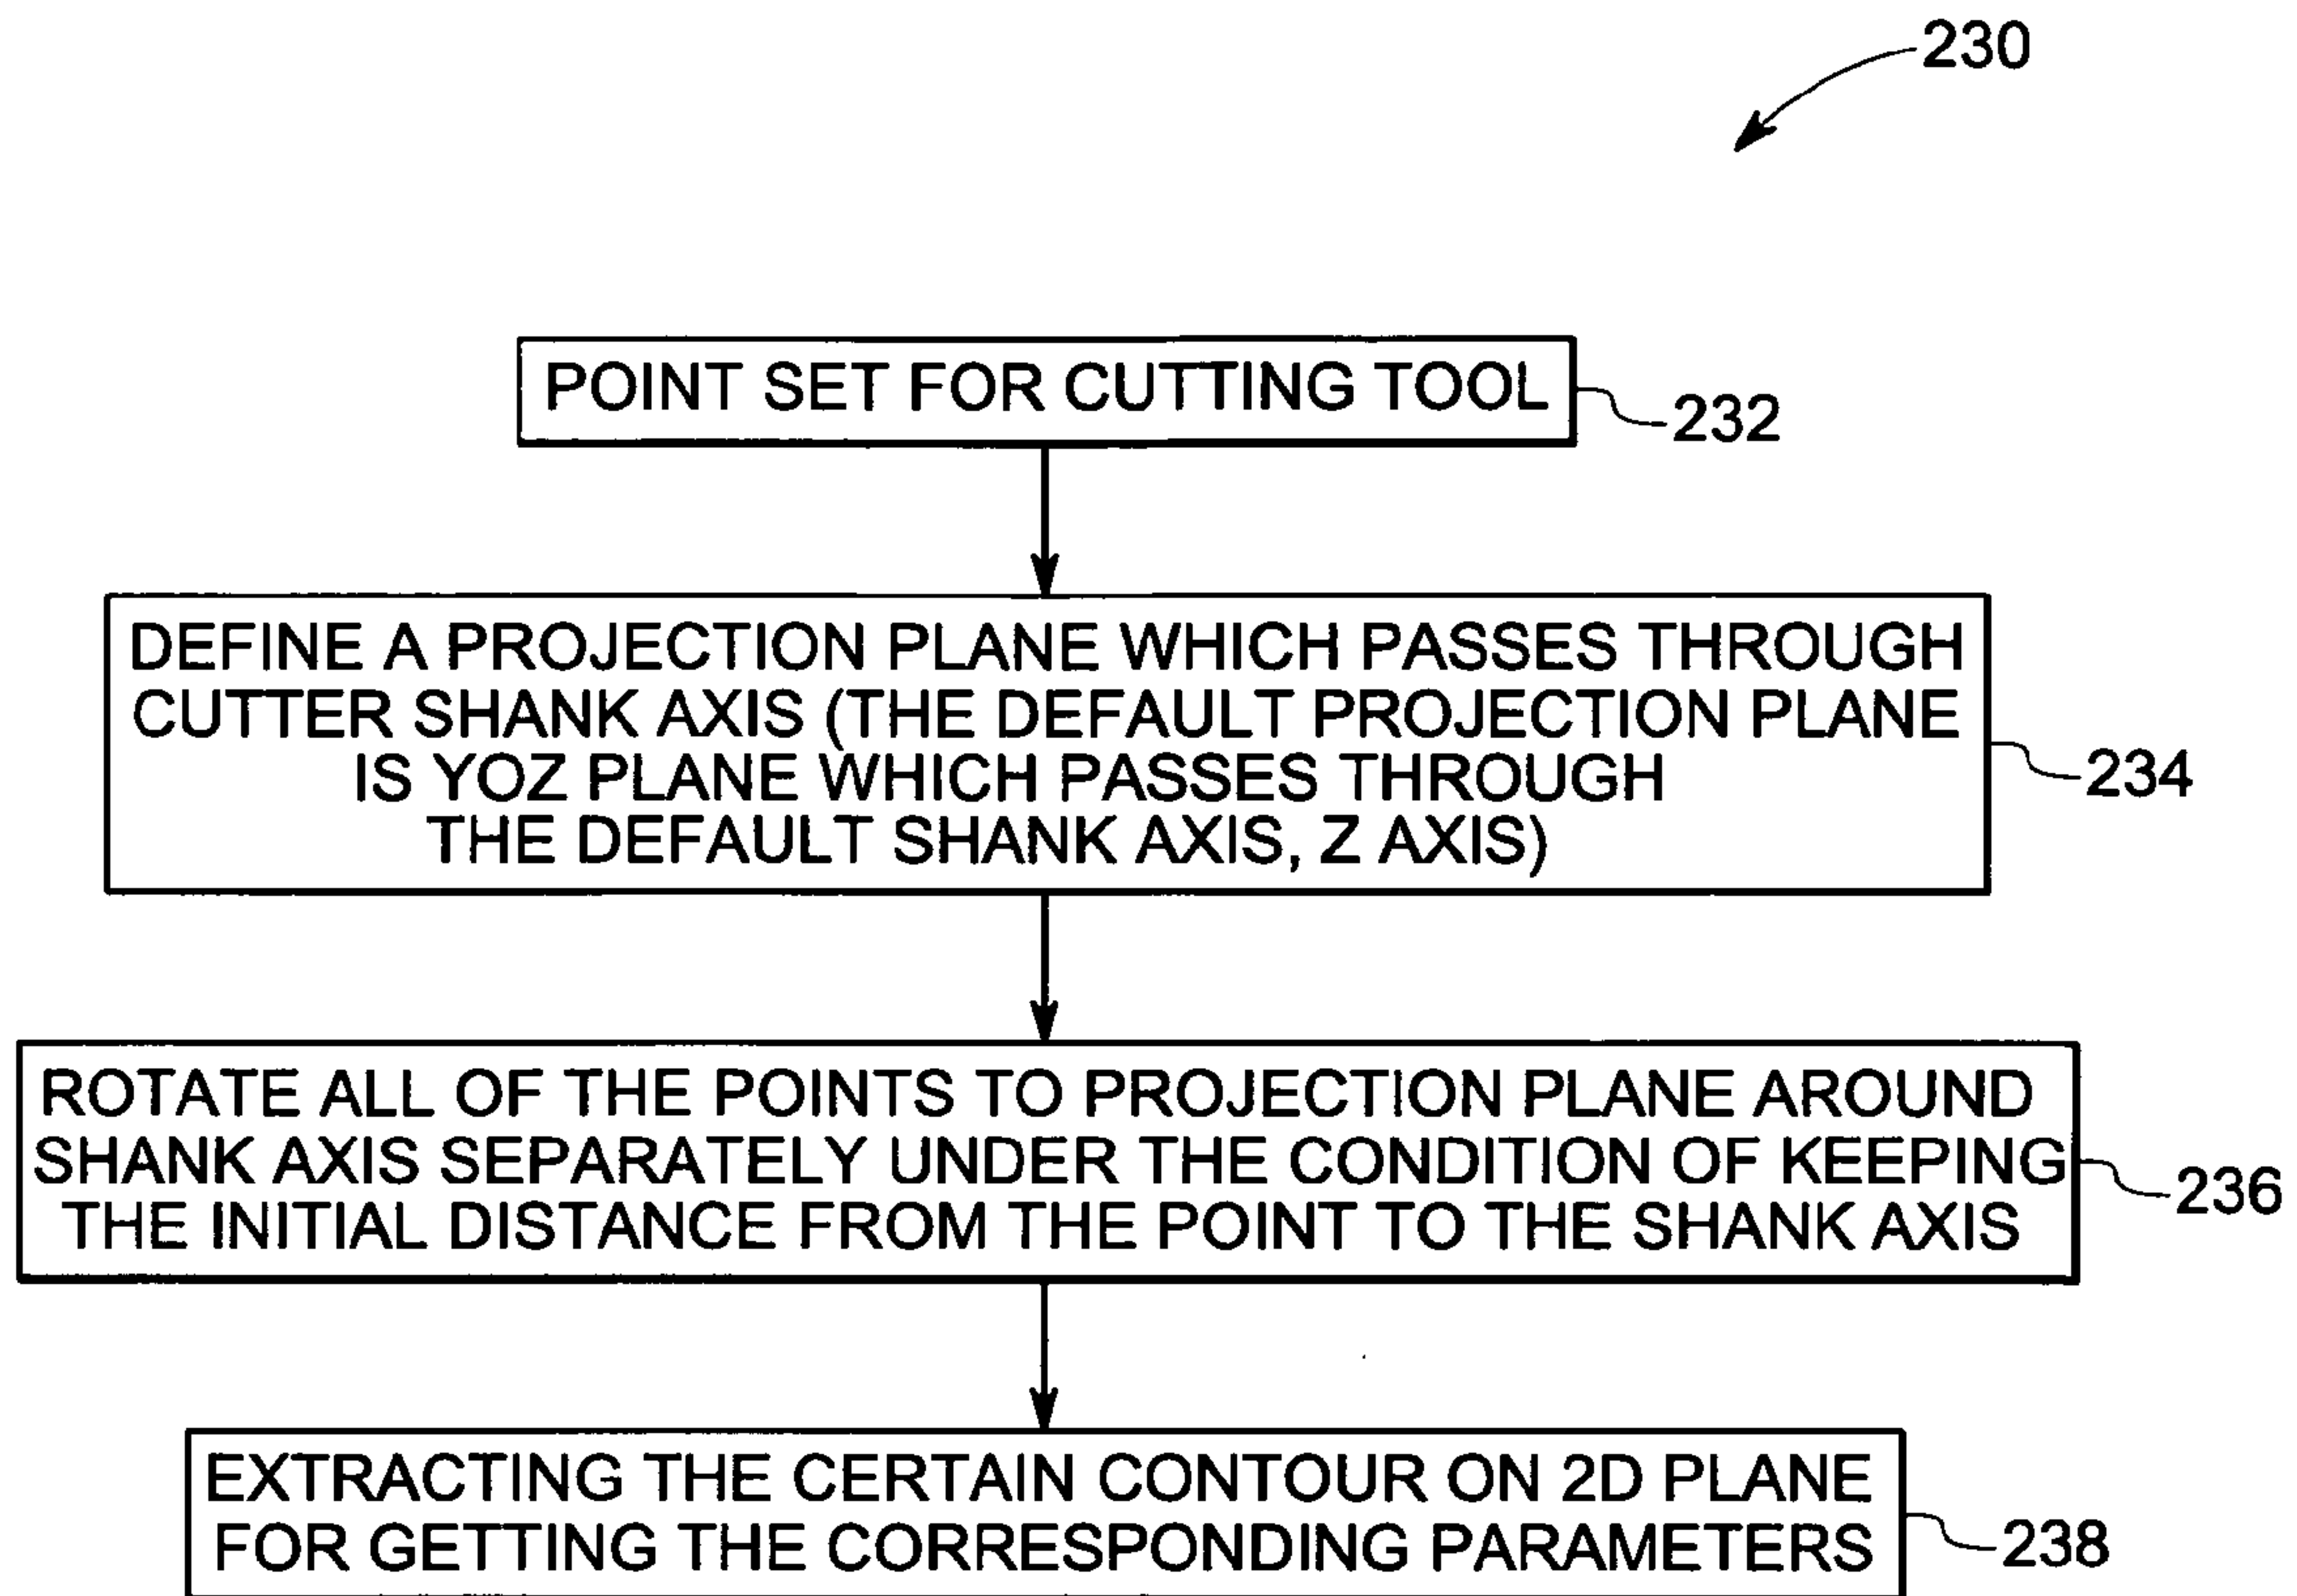 230
POINT SET FOR CUTTING TOOL
232
DEFINE A PROJECTION PLANE WHICH PASSES THROUGH
CUTTER SHANK AXIS (THE DEFAULT PROJECTION PLANE
IS YOZ PLANE WHICH PASSES THROUGH
THE DEFAULT SHANK AXIS, Z AXIS)
234
ROTATE ALL OF THE POINTS TO PROJECTION PLANE AROUND
SHANK AXIS SEPARATELY UNDER THE CONDITION OF KEEPING
THE INITIAL DISTANCE FROM THE POINT TO THE SHANK AXIS
236
EXTRACTING THE CERTAIN CONTOUR ON 2D PLANE
FOR GETTING THE CORRESPONDING PARAMETERS
238